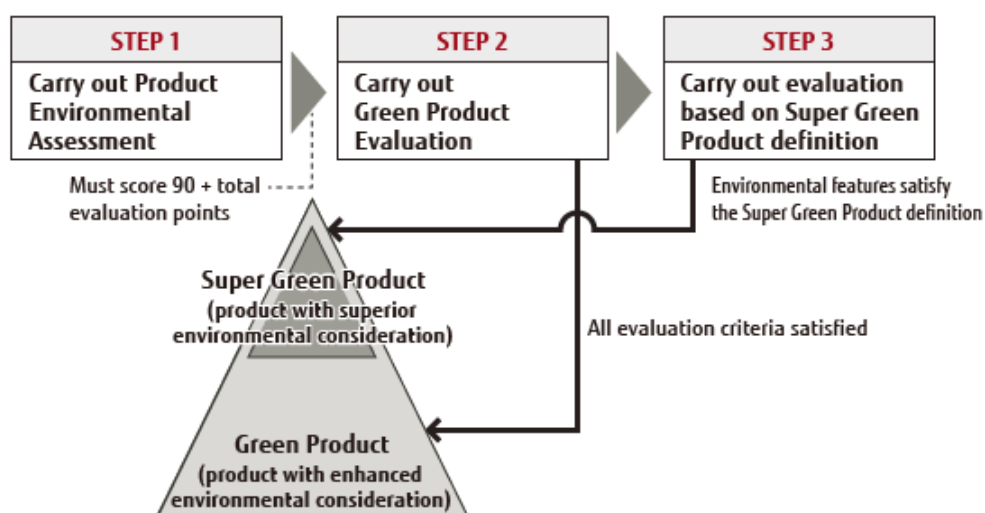 STEP 1
Carry out Product
Environmental
Assessment
STEP 2
Carry out
Green Product
Evaluation
STEP 3
Carry out evaluation
based on Super Green
Product definition
Must score 90 + total
evaluation points
Environmental features satisfy
the Super Green Product definition
Super Green Product
(product with superior
environmental consideration)
All evaluation criteria satisfied
Green Product
(product with enhanced
environmental consideration)